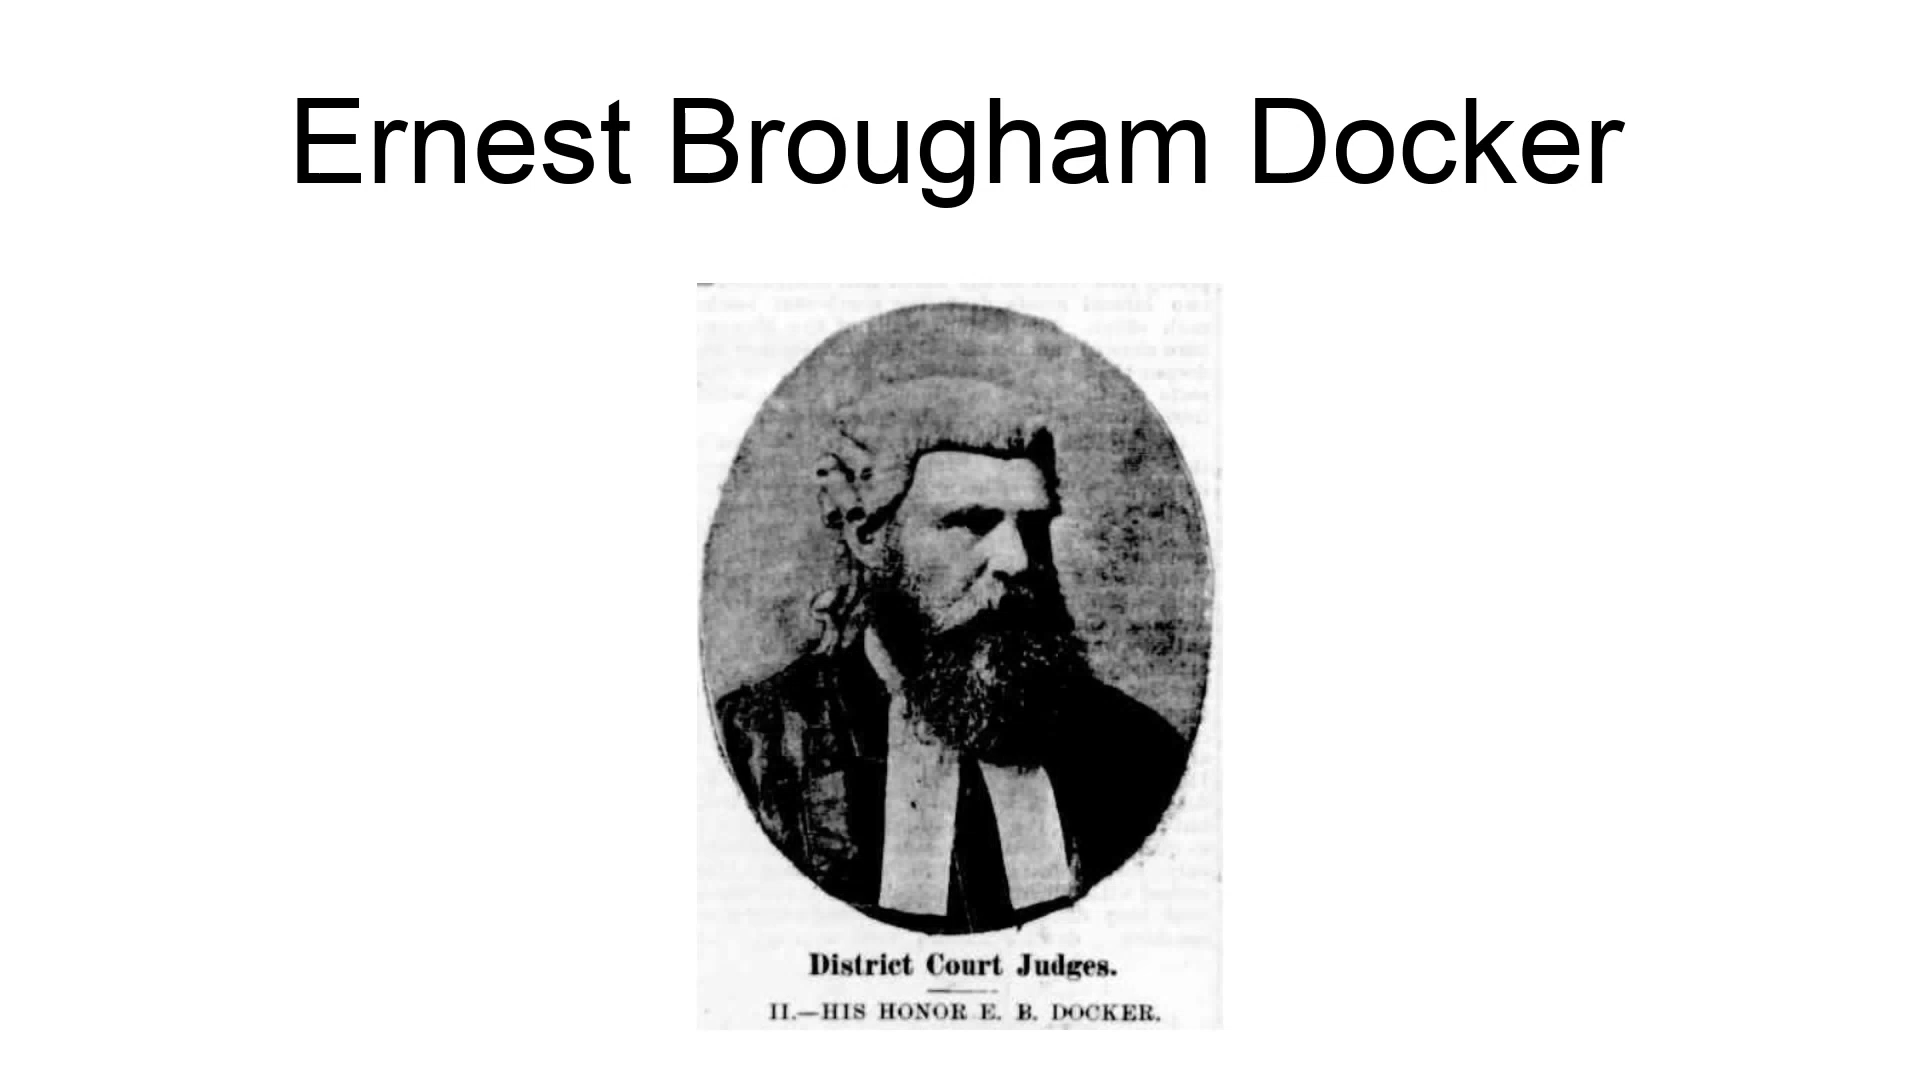 Ernest Brougham Docker
District Court Judges.
II.—HIS HONOR E. B. DOCKER.